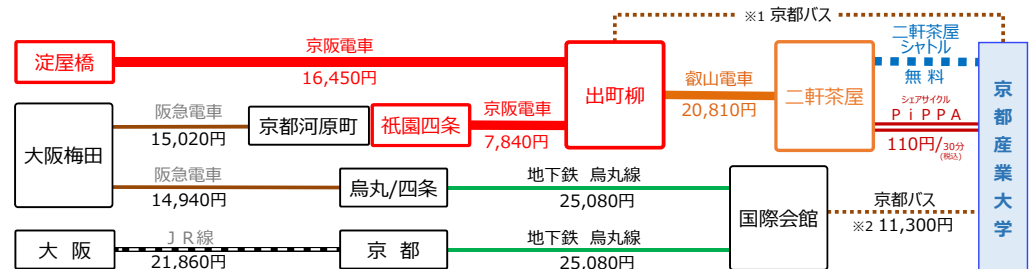 ※1 京都バス
淀屋橋
京阪電車
16,450円
出町柳
叡山電車
20,810円
二軒茶屋
二軒茶屋
シャトル
無 料
シェアサイクル
PiPPA
110円/30分
(税込)
京都産業大学
大阪梅田
阪急電車
15,020円
京都河原町
祇園四条
京阪電車
7,840円
阪急電車
14,940円
烏丸/四条
地下鉄 烏丸線
25,080円
国際会館
京都バス
※2 11,300円
大 阪
JR線
21,860円
京 都
地下鉄 烏丸線
25,080円